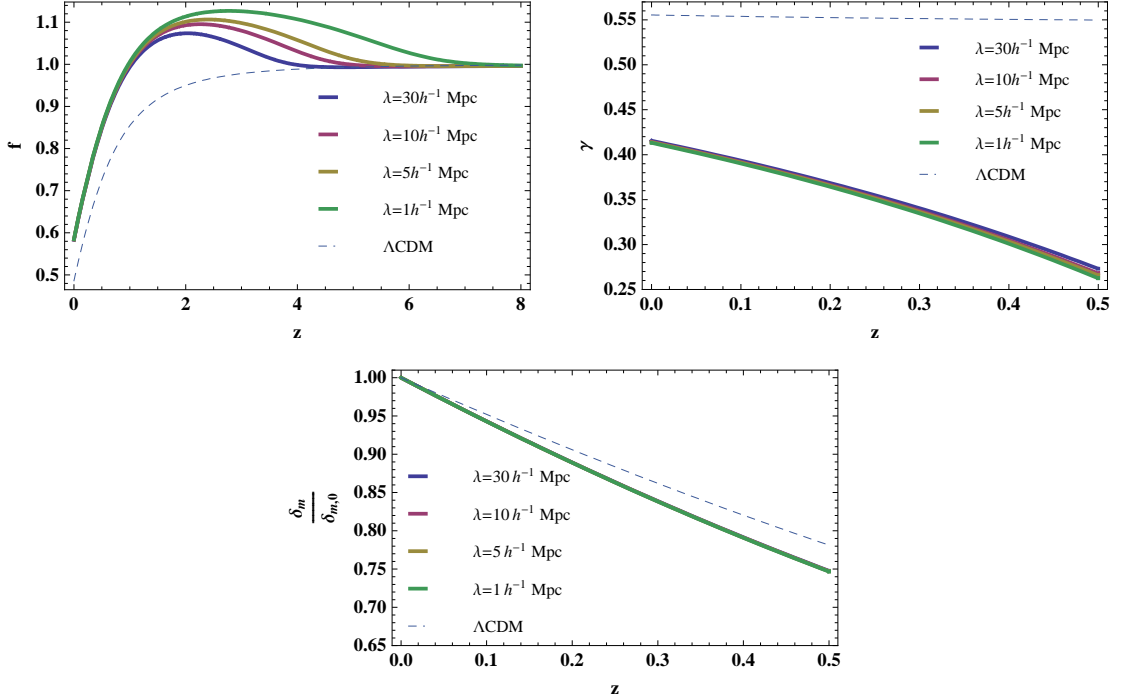 1.1
1.0
0.9
0.8
0.7
0.6
0.5
f
λ=30h⁻¹ Mpc
λ=10h⁻¹ Mpc
λ=5h⁻¹ Mpc
λ=1h⁻¹ Mpc
ΛCDM
0 2 4 6 8
z
0.55
0.50
0.45
0.40
0.35
0.30
0.25
γ
λ=30h⁻¹ Mpc
λ=10h⁻¹ Mpc
λ=5h⁻¹ Mpc
λ=1h⁻¹ Mpc
ΛCDM
0.0 0.1 0.2 0.3 0.4 0.5
z
1.00
0.95
0.90
0.85
0.80
0.75
0.70
0.65
δₘ
δₘ,₀
λ=30 h⁻¹ Mpc
λ=10 h⁻¹ Mpc
λ=5 h⁻¹ Mpc
λ=1 h⁻¹ Mpc
ΛCDM
0.0 0.1 0.2 0.3 0.4 0.5
z